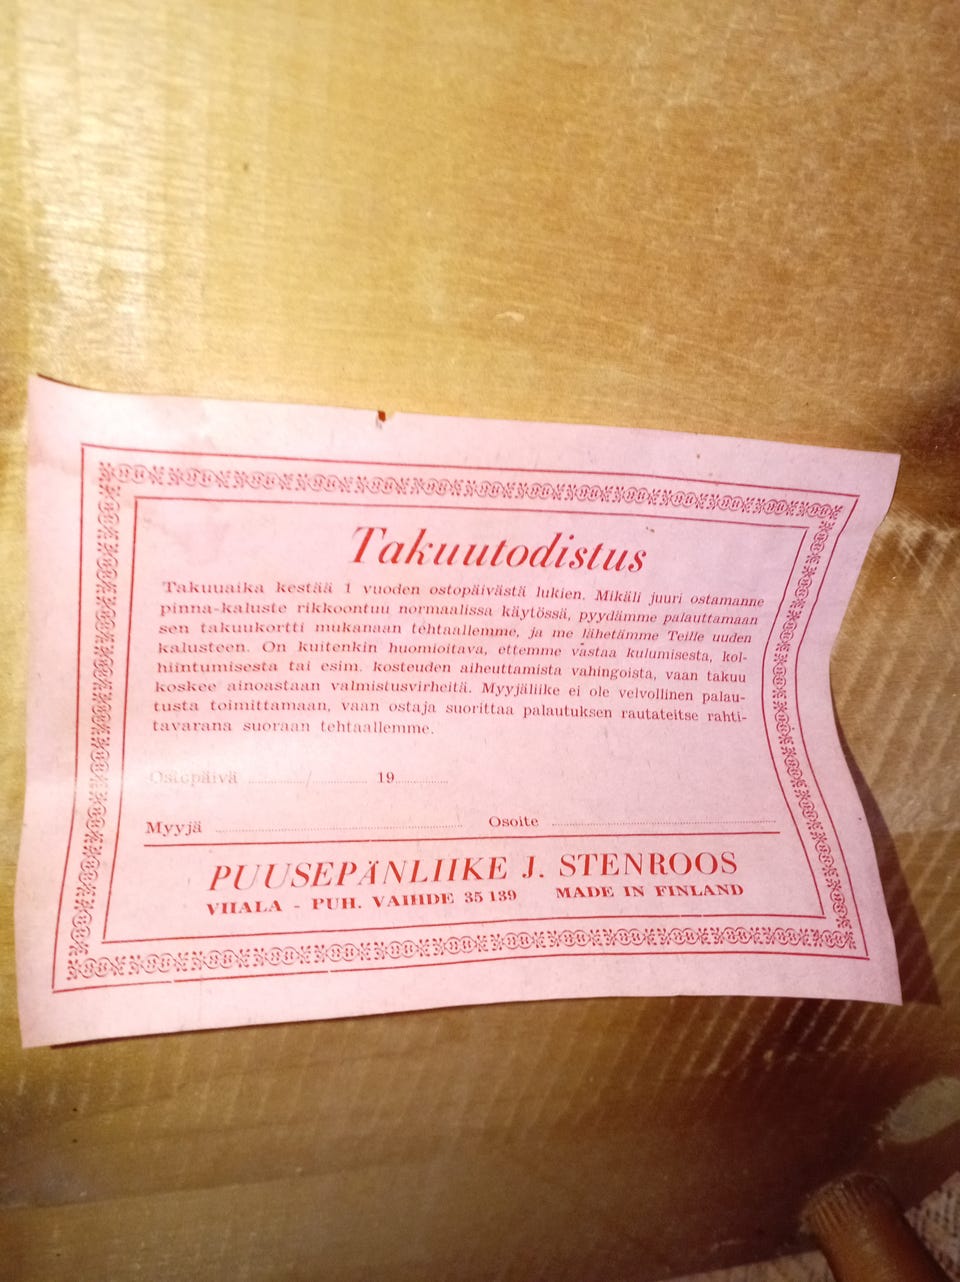 Takuutodistus
Takuuaika kestää 1 vuoden ostopäivästä lukien. Mikäli juuri ostamanne
pinna-kaluste rikkoontuu normaalissa käytössä, pyydämme palauttamaan
sen takuukortti mukanaan tehtaallemme, ja me lähetämme Teille uuden
kalusteen. On kuitenkin huomioitava, ettemme vastaa kulumisesta, kol-
hiintumisesta tai esim. kosteuden aiheuttamista vahingoista, vaan takuu
koskee ainoastaan valmistusvirheitä. Myyjäliike ei ole velvollinen palau-
tusta toimittamaan, vaan ostaja suorittaa palautuksen rautateitse rahti-
tavarana suoraan tehtaallemme.
Ostopäivä ............/............ 19..........
Myyjä ........................ Osoite ........................
PUUSEPÄNLIIKE J. STENROOS
VIIALA - PUH. VAIHDE 35 139 MADE IN FINLAND